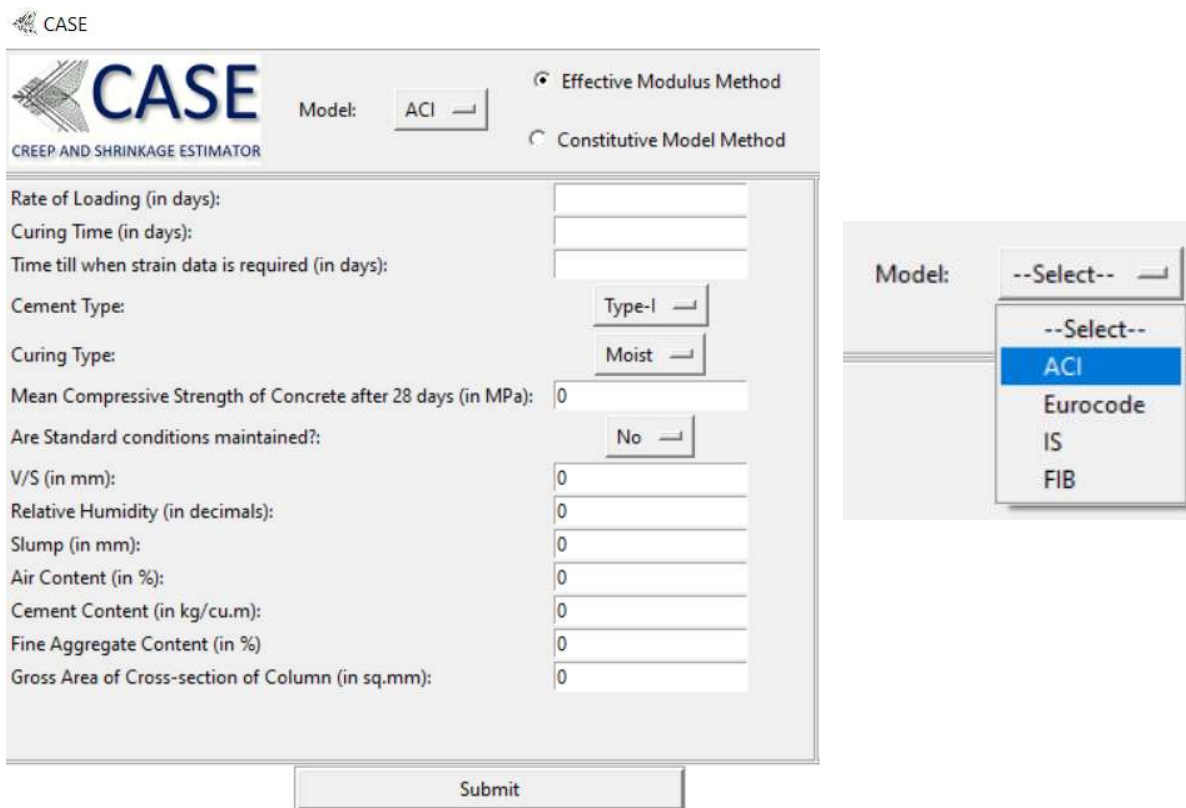 CASE
CASE
CREEP AND SHRINKAGE ESTIMATOR
Model: ACI
Effective Modulus Method
Constitutive Model Method
Rate of Loading (in days):
Curing Time (in days):
Time till when strain data is required (in days):
Cement Type: Type-I
Curing Type: Moist
Mean Compressive Strength of Concrete after 28 days (in MPa): 0
Are Standard conditions maintained?: No
V/S (in mm): 0
Relative Humidity (in decimals): 0
Slump (in mm): 0
Air Content (in %): 0
Cement Content (in kg/cu.m): 0
Fine Aggregate Content (in %) 0
Gross Area of Cross-section of Column (in sq.mm): 0
Submit
Model: --Select--
--Select--
ACI
Eurocode
IS
FIB